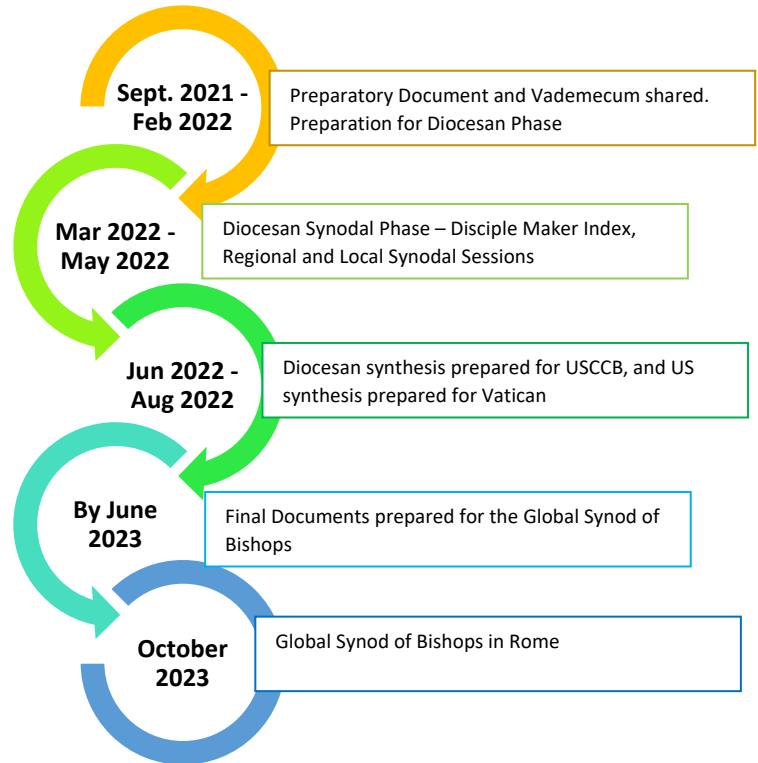 Sept. 2021 -
Feb 2022
Preparatory Document and Vademecum shared.
Preparation for Diocesan Phase
Mar 2022 -
May 2022
Diocesan Synodal Phase – Disciple Maker Index,
Regional and Local Synodal Sessions
Jun 2022 -
Aug 2022
Diocesan synthesis prepared for USCCB, and US
synthesis prepared for Vatican
By June
2023
Final Documents prepared for the Global Synod of
Bishops
October
2023
Global Synod of Bishops in Rome